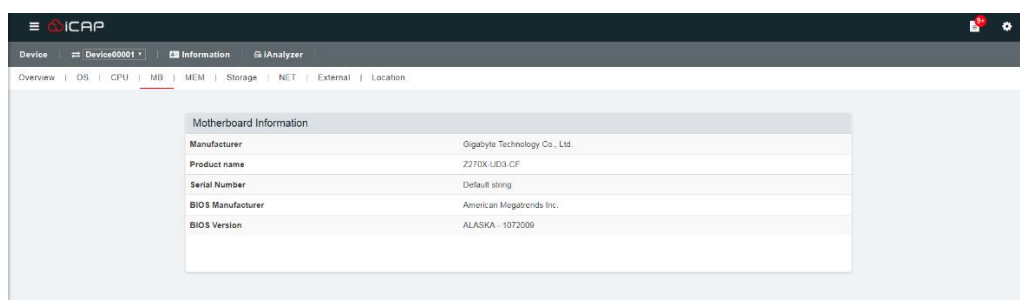 iCAP 9+
Device | Device00001 | Information | iAnalyzer
Overview | OS | CPU | MB | MEM | Storage | NET | External | Location
Motherboard Information
Manufacturer Gigabyte Technology Co., Ltd.
Product name Z270X-UD3-CF
Serial Number Default string
BIOS Manufacturer American Megatrends Inc.
BIOS Version ALASKA - 1072009